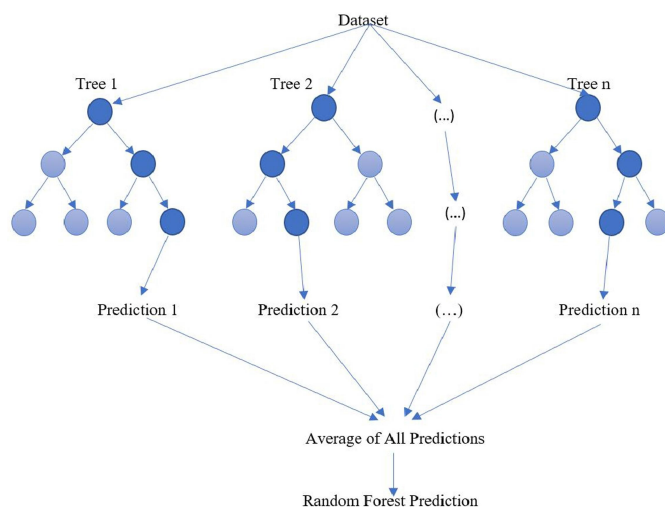 Dataset
Tree 1
Tree 2
Tree n
(...)
(...)
Prediction 1
Prediction 2
(...)
Prediction n
Average of All Predictions
Random Forest Prediction